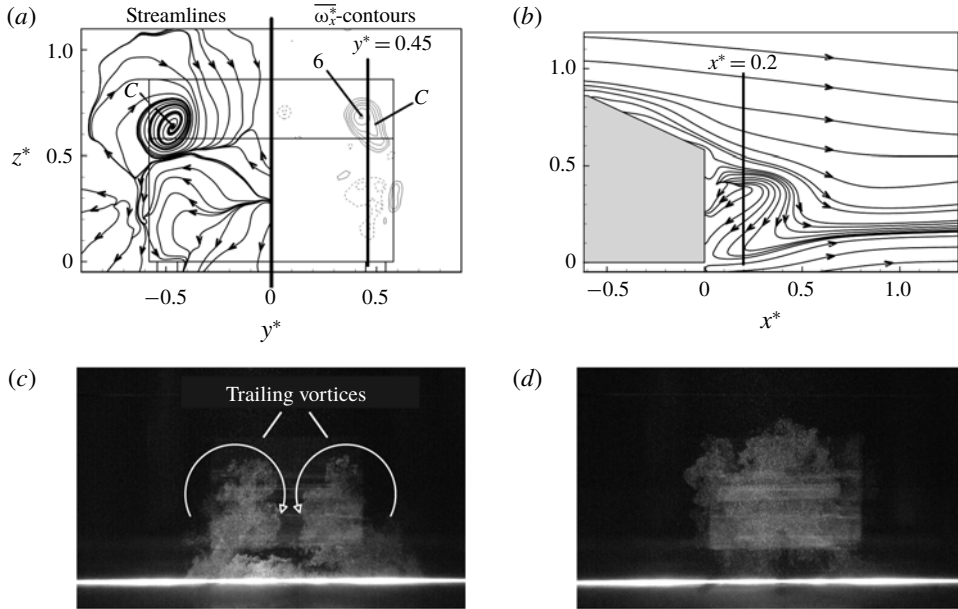 (a)
Streamlines
ω*x-contours
y* = 0.45
6
C
C
1.0
z*
0.5
0
−0.5
0
0.5
y*
(b)
x* = 0.2
1.0
0.5
0
−0.5
0
0.5
1.0
x*
(c)
Trailing vortices
(d)